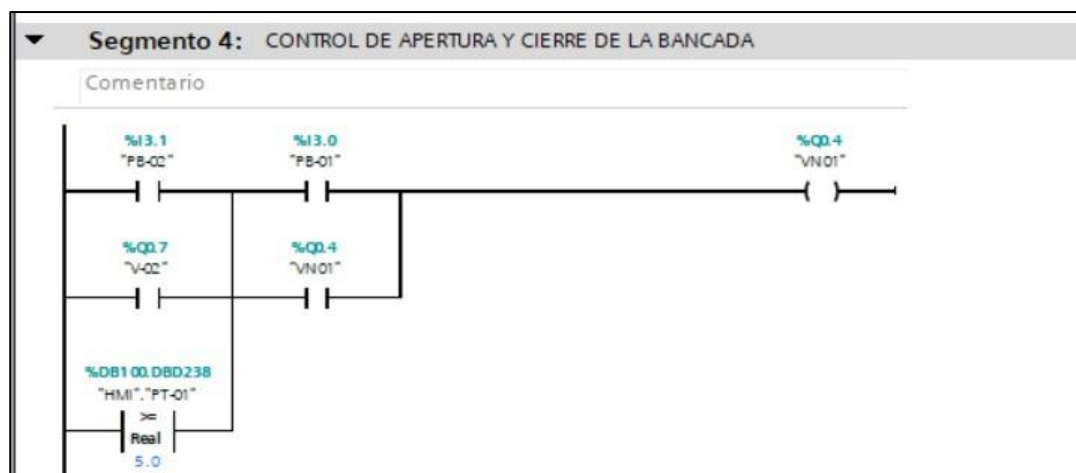 Segmento 4: CONTROL DE APERTURA Y CIERRE DE LA BANCADA
Comentario
%I3.1 %I3.0 %Q0.4
"PB-02" "PB-01" "VN01"
%Q0.7 %Q0.4
"V-02" "VN01"
%DB100.DBD238
"HMI"."PT-01"
>=
Real
5.0